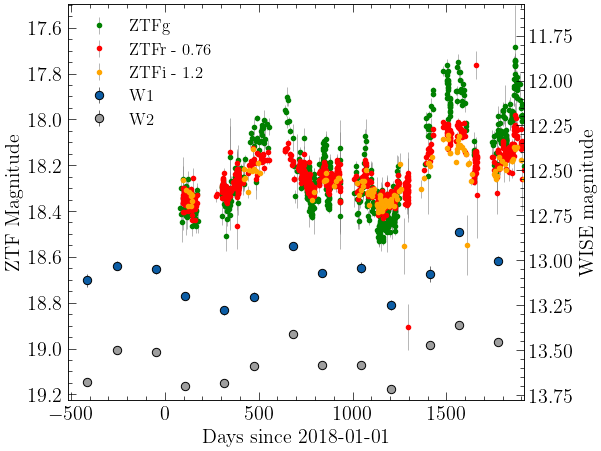 ZTFg
ZTFr - 0.76
ZTFi - 1.2
W1
W2
17.6
17.8
18.0
18.2
18.4
18.6
18.8
19.0
19.2
ZTF Magnitude
11.75
12.00
12.25
12.50
12.75
13.00
13.25
13.50
13.75
WISE magnitude
−500
0
500
1000
1500
Days since 2018-01-01